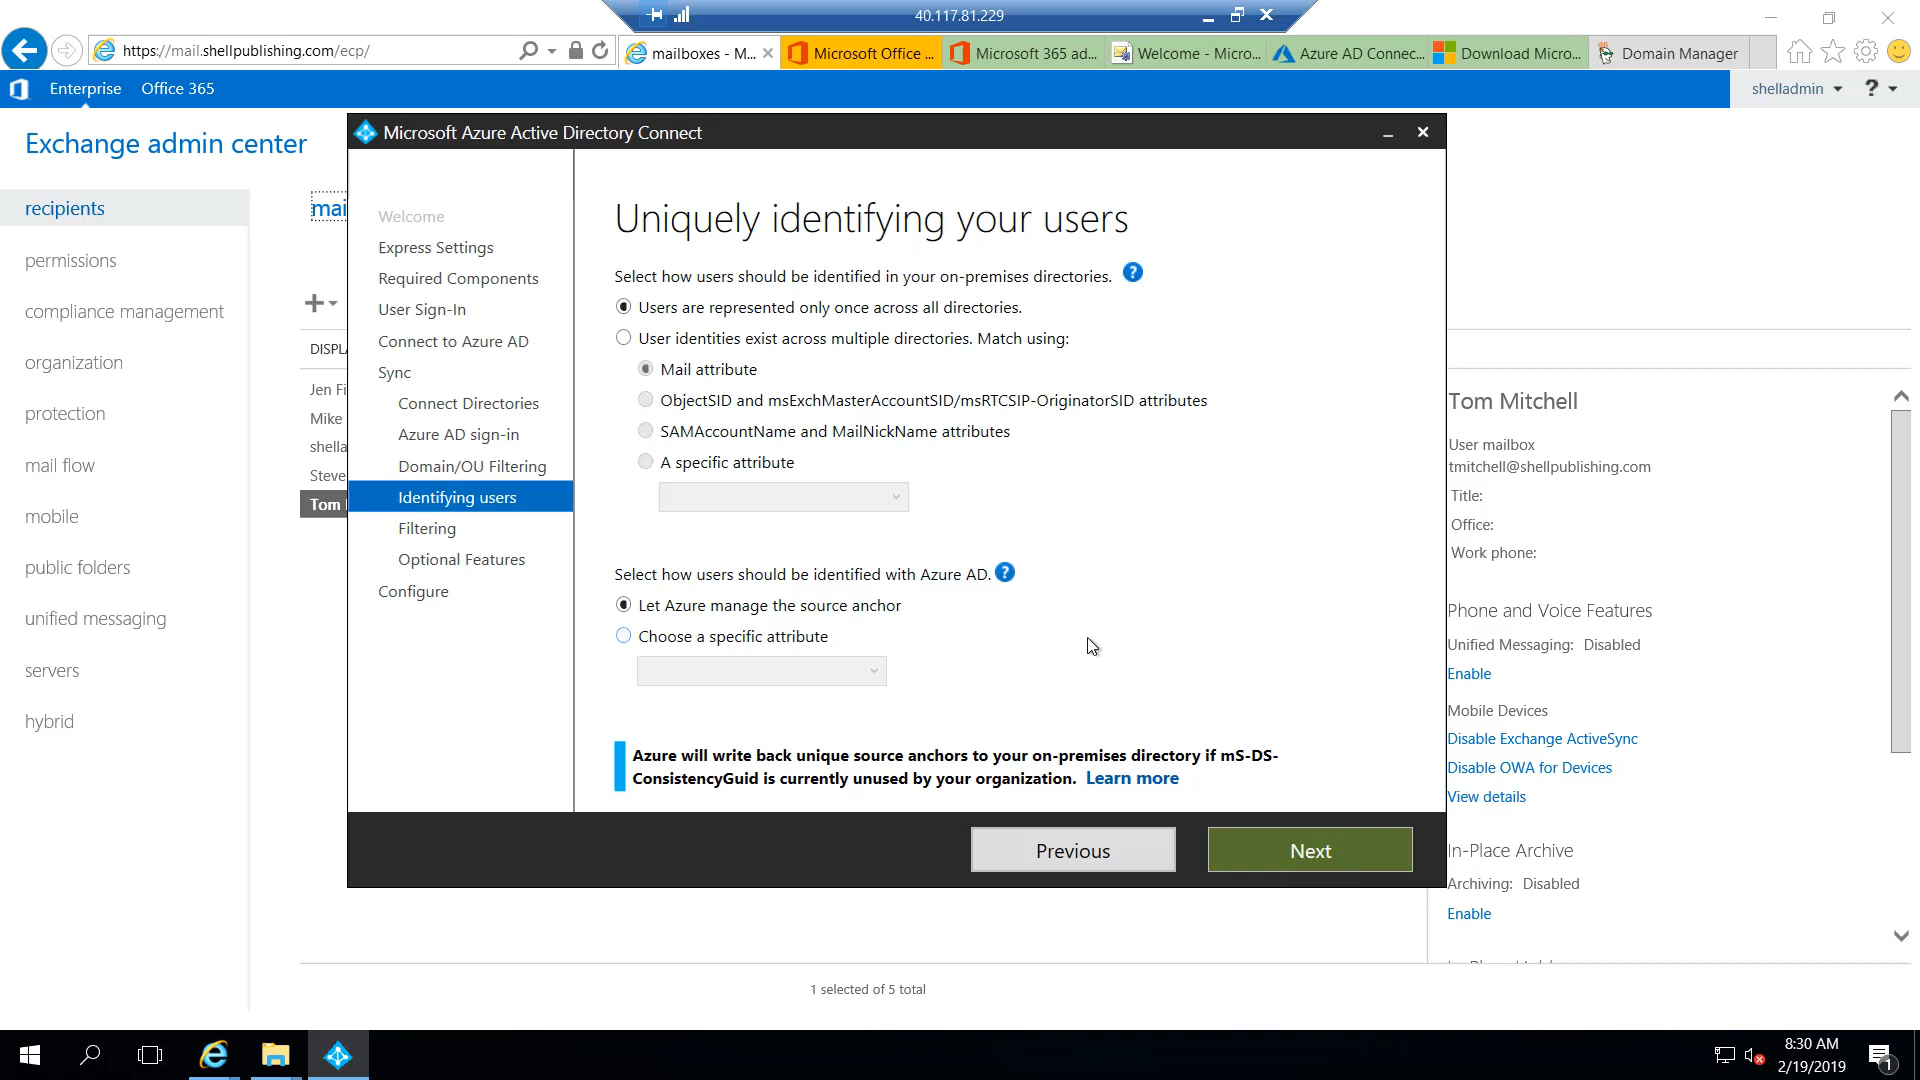 40.117.81.229
https://mail.shellpublishing.com/ecp/
mailboxes - M...
Microsoft Office ...
Microsoft 365 ad...
Welcome - Micro...
Azure AD Connec...
Download Micro...
Domain Manager
Enterprise
Office 365
shelladmin
?
Exchange admin center
recipients
permissions
compliance management
organization
protection
mail flow
mobile
public folders
unified messaging
servers
hybrid
mai
DISPL
Jen Fi
Mike
shella
Steve
Tom
Microsoft Azure Active Directory Connect
Welcome
Express Settings
Required Components
User Sign-In
Connect to Azure AD
Sync
Connect Directories
Azure AD sign-in
Domain/OU Filtering
Identifying users
Filtering
Optional Features
Configure
Uniquely identifying your users
Select how users should be identified in your on-premises directories. ?
Users are represented only once across all directories.
User identities exist across multiple directories. Match using:
Mail attribute
ObjectSID and msExchMasterAccountSID/msRTCSIP-OriginatorSID attributes
SAMAccountName and MailNickName attributes
A specific attribute
Select how users should be identified with Azure AD. ?
Let Azure manage the source anchor
Choose a specific attribute
Azure will write back unique source anchors to your on-premises directory if mS-DS-
ConsistencyGuid is currently unused by your organization. Learn more
Previous
Next
Tom Mitchell
User mailbox
tmitchell@shellpublishing.com
Title:
Office:
Work phone:
Phone and Voice Features
Unified Messaging: Disabled
Enable
Mobile Devices
Disable Exchange ActiveSync
Disable OWA for Devices
View details
In-Place Archive
Archiving: Disabled
Enable
1 selected of 5 total
8:30 AM
2/19/2019
1